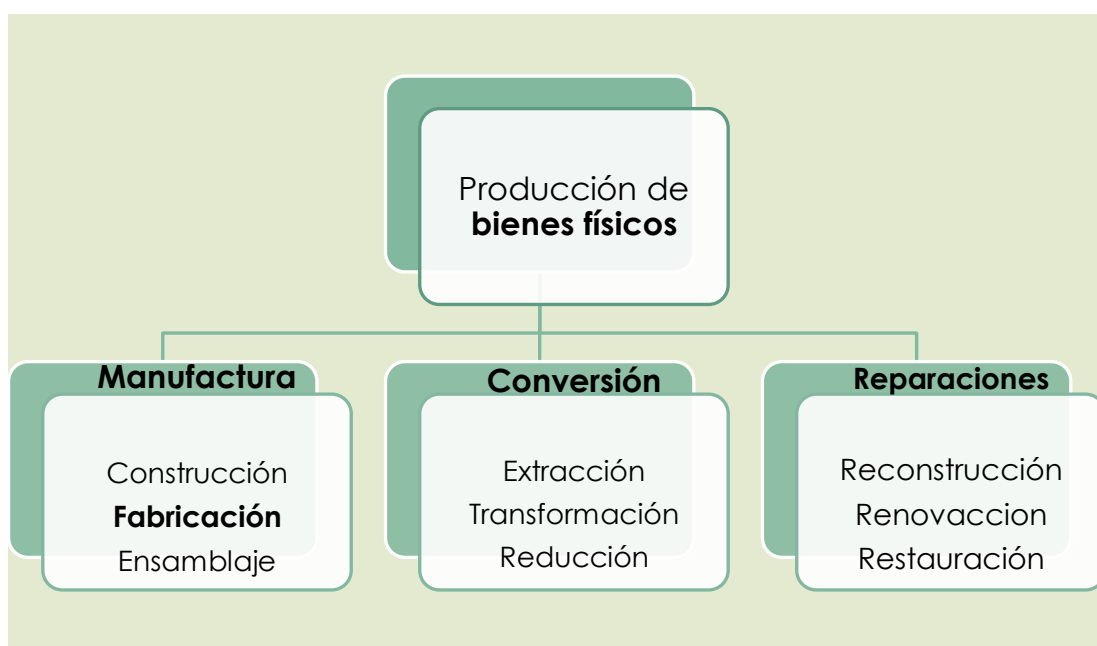 Producción de
bienes físicos
Manufactura
Construcción
Fabricación
Ensamblaje
Conversión
Extracción
Transformación
Reducción
Reparaciones
Reconstrucción
Renovaccion
Restauración